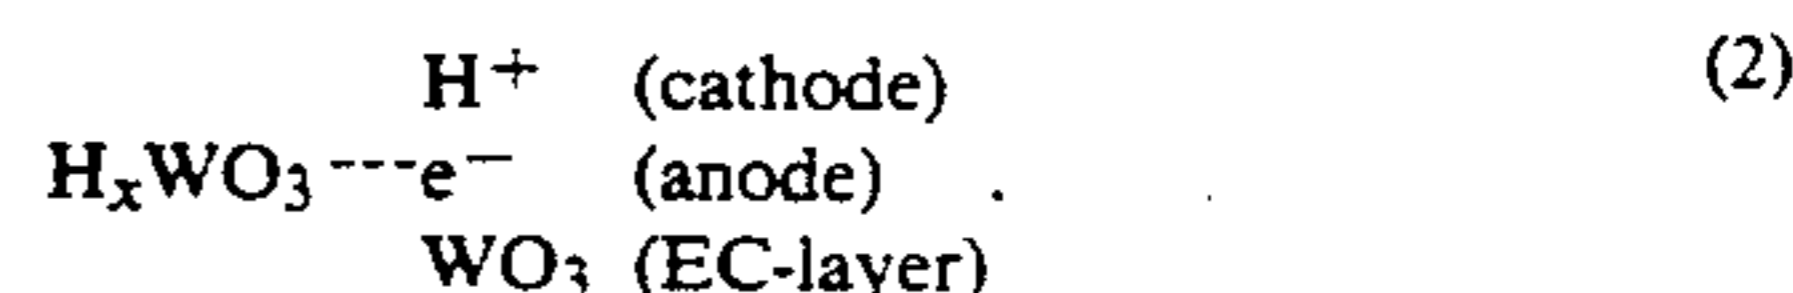 H⁺ (cathode) (2)
HₓWO₃ ---e⁻ (anode) .
WO₃ (EC-layer)